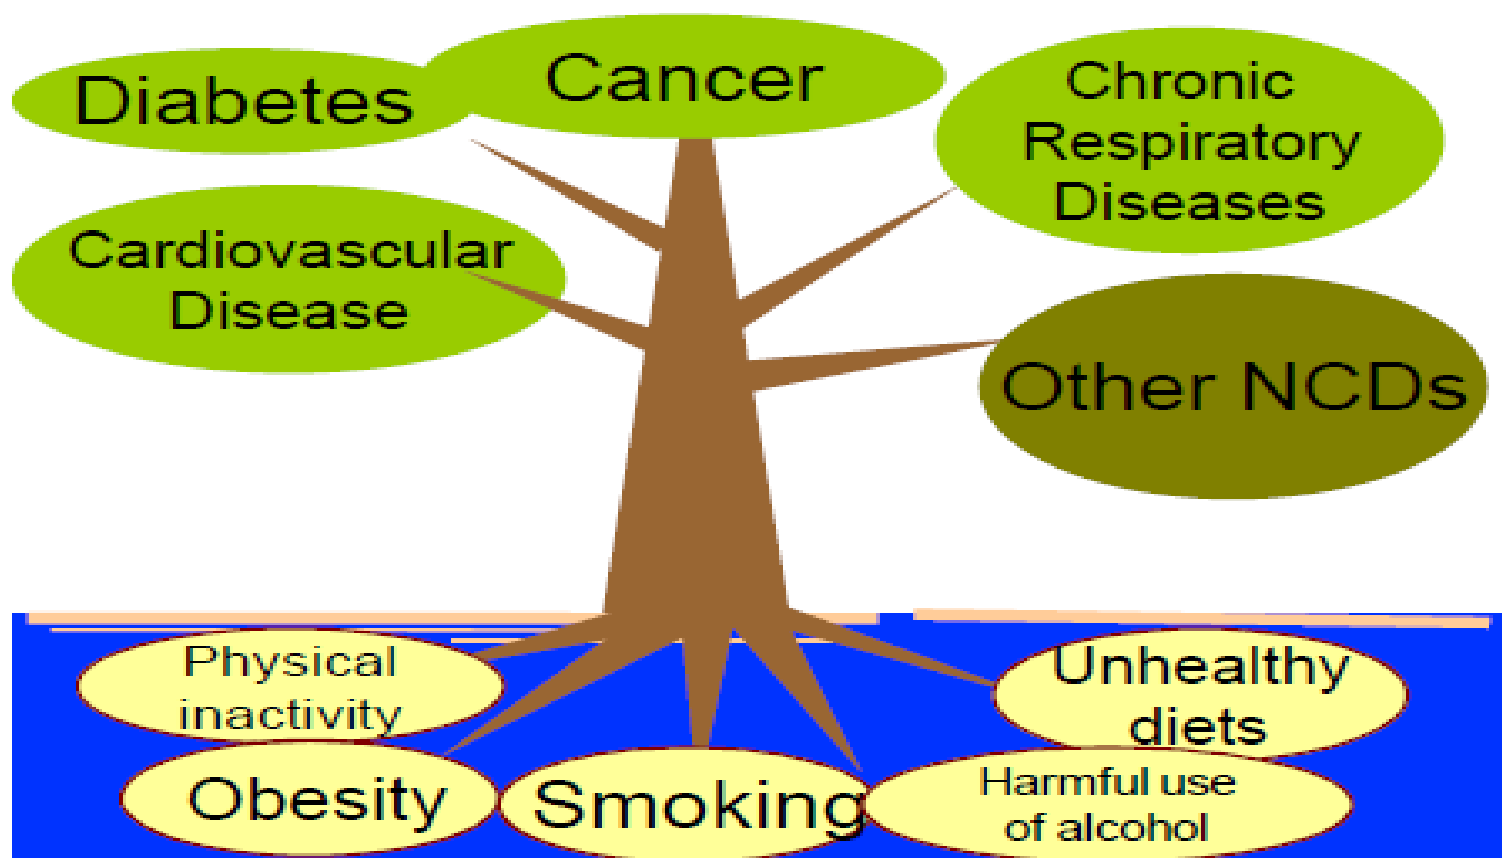 Diabetes
Cancer
Chronic
Respiratory
Diseases
Cardiovascular
Disease
Other NCDs
Physical
inactivity
Unhealthy
diets
Obesity
Smoking
Harmful use
of alcohol